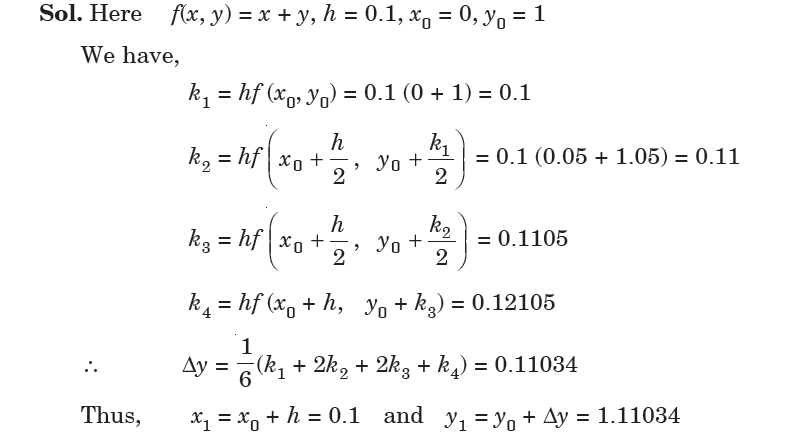 Sol. Here f(x, y) = x + y, h = 0.1, x₀ = 0, y₀ = 1
We have,
k₁ = hf (x₀, y₀) = 0.1 (0 + 1) = 0.1
k₂ = hf (x₀ + h/2, y₀ + k₁/2) = 0.1 (0.05 + 1.05) = 0.11
k₃ = hf (x₀ + h/2, y₀ + k₂/2) = 0.1105
k₄ = hf (x₀ + h, y₀ + k₃) = 0.12105
∴ Δy = 1/6 (k₁ + 2k₂ + 2k₃ + k₄) = 0.11034
Thus, x₁ = x₀ + h = 0.1 and y₁ = y₀ + Δy = 1.11034